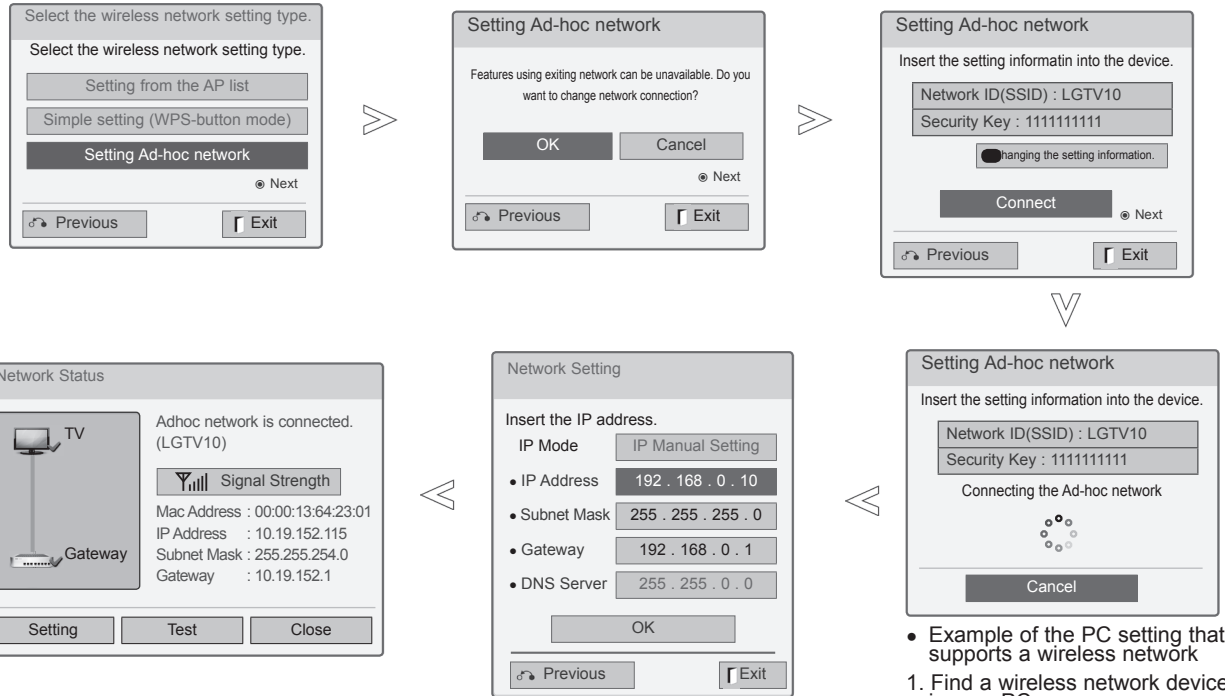 Select the wireless network setting type.
Select the wireless network setting type.
Setting from the AP list
Simple setting (WPS-button mode)
Setting Ad-hoc network
Next
Previous
Exit
Setting Ad-hoc network
Features using exiting network can be unavailable. Do you
want to change network connection?
OK
Cancel
Next
Previous
Exit
Setting Ad-hoc network
Insert the setting informatin into the device.
Network ID(SSID) : LGTV10
Security Key : 1111111111
hanging the setting information.
Connect
Next
Previous
Exit
Setting Ad-hoc network
Insert the setting information into the device.
Network ID(SSID) : LGTV10
Security Key : 1111111111
Connecting the Ad-hoc network
Cancel
Network Setting
Insert the IP address.
IP Mode IP Manual Setting
• IP Address 192 . 168 . 0 . 10
• Subnet Mask 255 . 255 . 255 . 0
• Gateway 192 . 168 . 0 . 1
• DNS Server 255 . 255 . 0 . 0
OK
Previous
Exit
Network Status
TV
Gateway
Adhoc network is connected.
(LGTV10)
Signal Strength
Mac Address : 00:00:13:64:23:01
IP Address : 10.19.152.115
Subnet Mask : 255.255.254.0
Gateway : 10.19.152.1
Setting
Test
Close
• Example of the PC setting that
supports a wireless network
1. Find a wireless network device